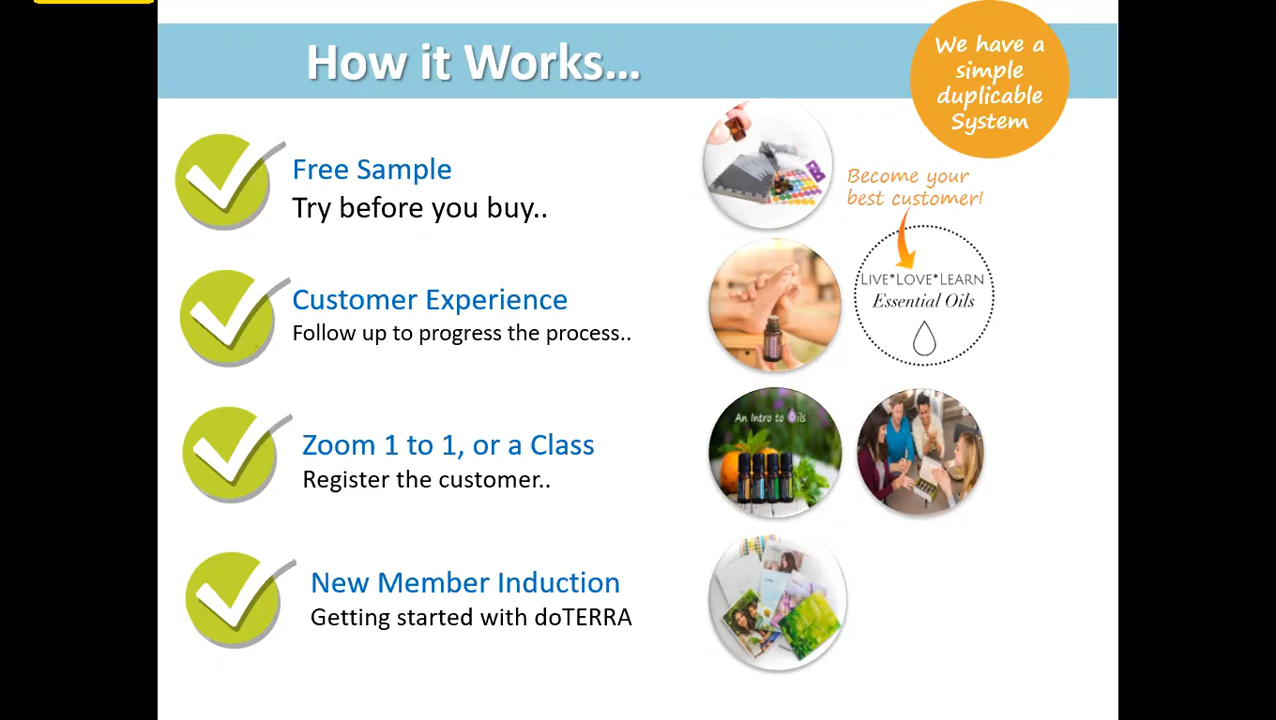 How it Works...
We have a
simple
duplicable
System
Free Sample
Try before you buy..
Become your
best customer!
Customer Experience
Follow up to progress the process..
LIVE*LOVE*LEARN
Essential Oils
Zoom 1 to 1, or a Class
Register the customer..
An Intro to Oils
New Member Induction
Getting started with doTERRA